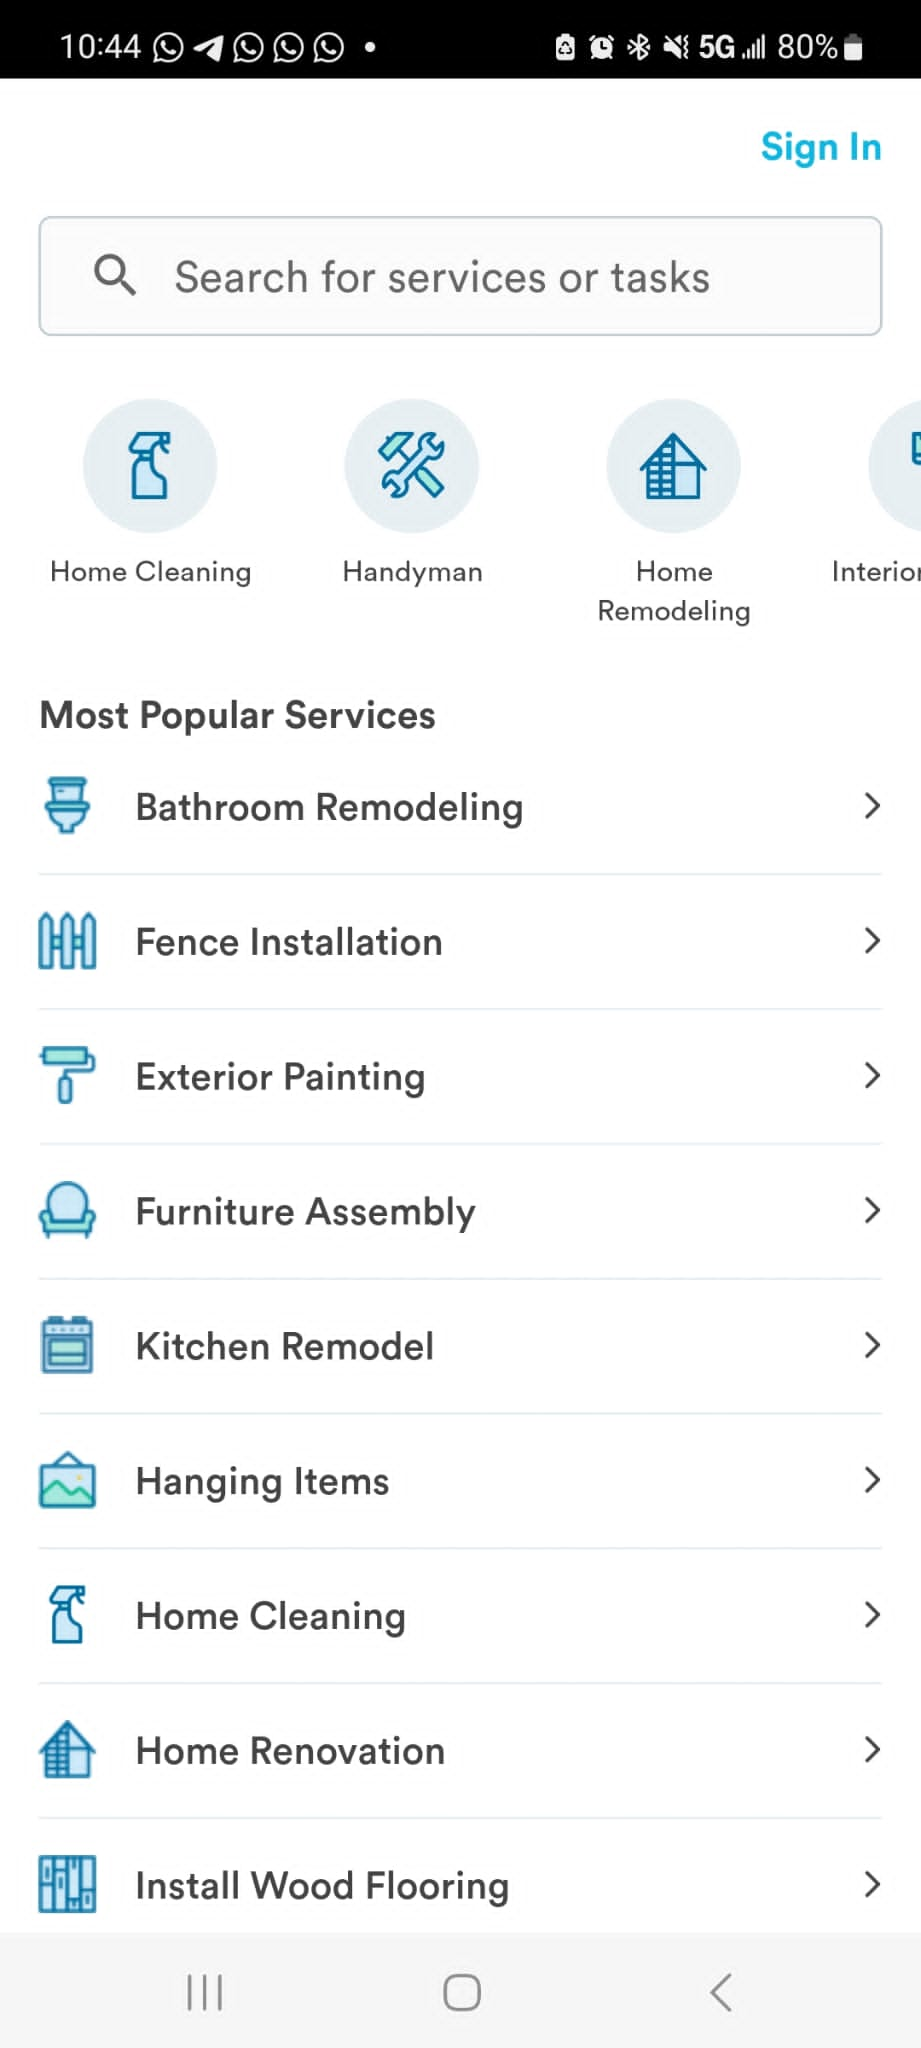 10:44
5G 80%
Sign In
Search for services or tasks
Home Cleaning
Handyman
Home
Remodeling
Interior
Most Popular Services
Bathroom Remodeling
Fence Installation
Exterior Painting
Furniture Assembly
Kitchen Remodel
Hanging Items
Home Cleaning
Home Renovation
Install Wood Flooring